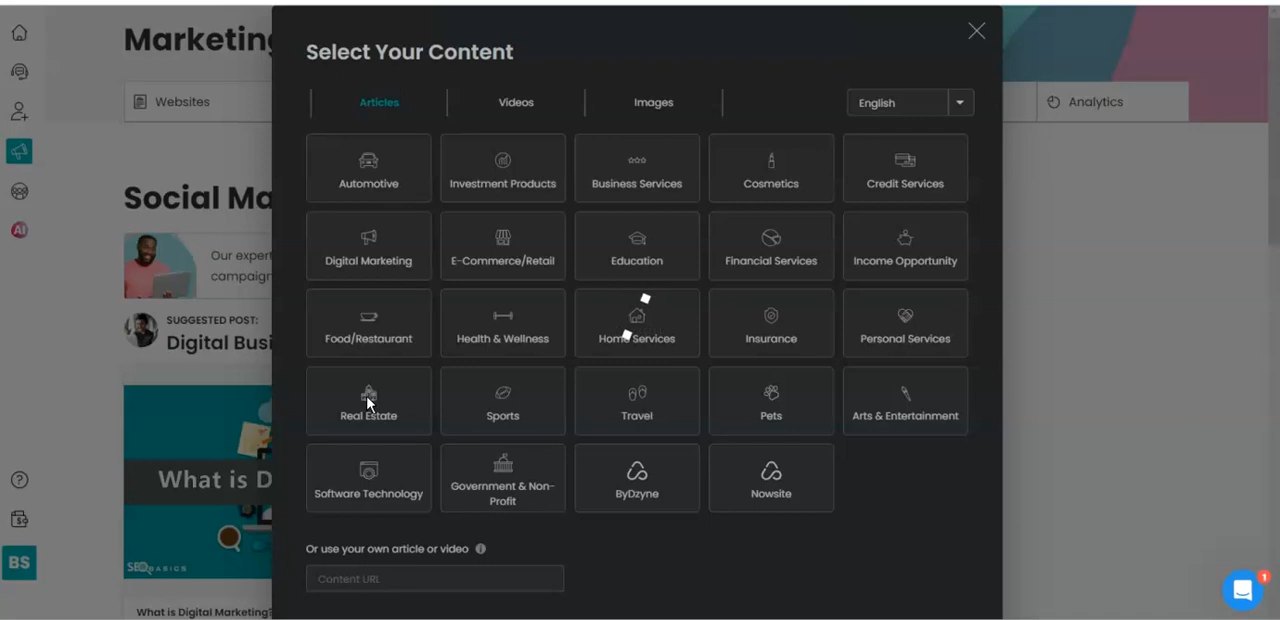 Marketing
Websites
Analytics
Select Your Content
Articles
Videos
Images
English
Automotive
Investment Products
Business Services
Cosmetics
Credit Services
Digital Marketing
E-Commerce/Retail
Education
Financial Services
Income Opportunity
Food/Restaurant
Health & Wellness
Home Services
Insurance
Personal Services
Real Estate
Sports
Travel
Pets
Arts & Entertainment
Software Technology
Government & Non-
Profit
ByDzyne
Nowsite
Or use your own article or video
Content URL
Social Ma
Our expert
campaign
SUGGESTED POST:
Digital Busi
What is D
SEO BASICS
What is Digital Marketing?
AI
BS
1